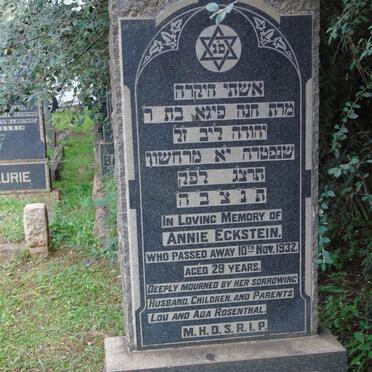 פנ
אשתי היקרה
מרת חנה פיגא בת ר
יהודה ליב זל
שנפטרה יא מרחשון
תרצג לפק
תנצבה
IN LOVING MEMORY OF
ANNIE ECKSTEIN,
WHO PASSED AWAY 10TH NOV. 1932,
AGED 29 YEARS.
DEEPLY MOURNED BY HER SORROWING
HUSBAND, CHILDREN, AND PARENTS
LOU AND ADA ROSENTHAL.
M.H.D.S.R.I.P.
URIE